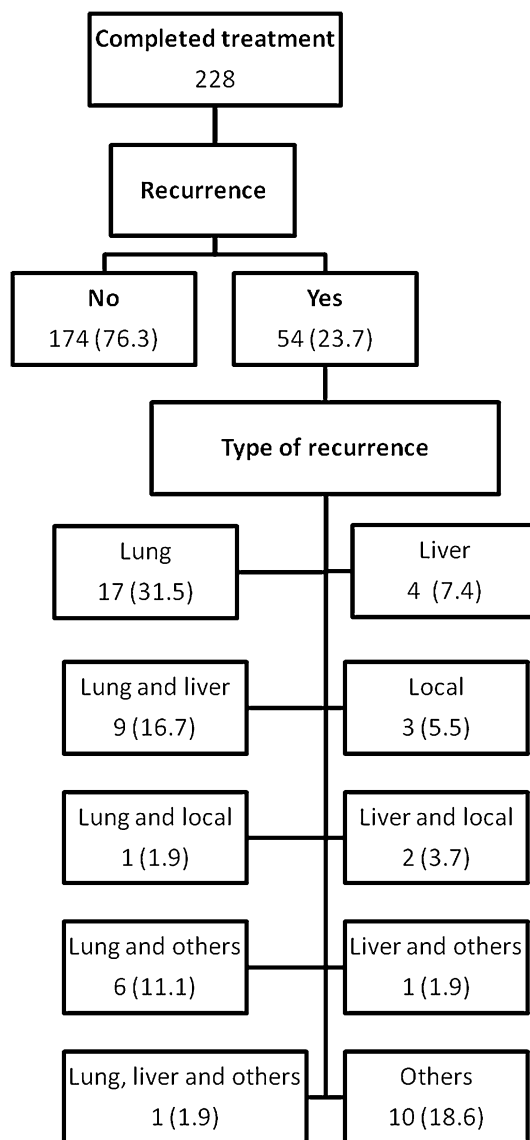 Completed treatment
228
Recurrence
No
174 (76.3)
Yes
54 (23.7)
Type of recurrence
Lung
17 (31.5)
Liver
4 (7.4)
Lung and liver
9 (16.7)
Local
3 (5.5)
Lung and local
1 (1.9)
Liver and local
2 (3.7)
Lung and others
6 (11.1)
Liver and others
1 (1.9)
Lung, liver and others
1 (1.9)
Others
10 (18.6)